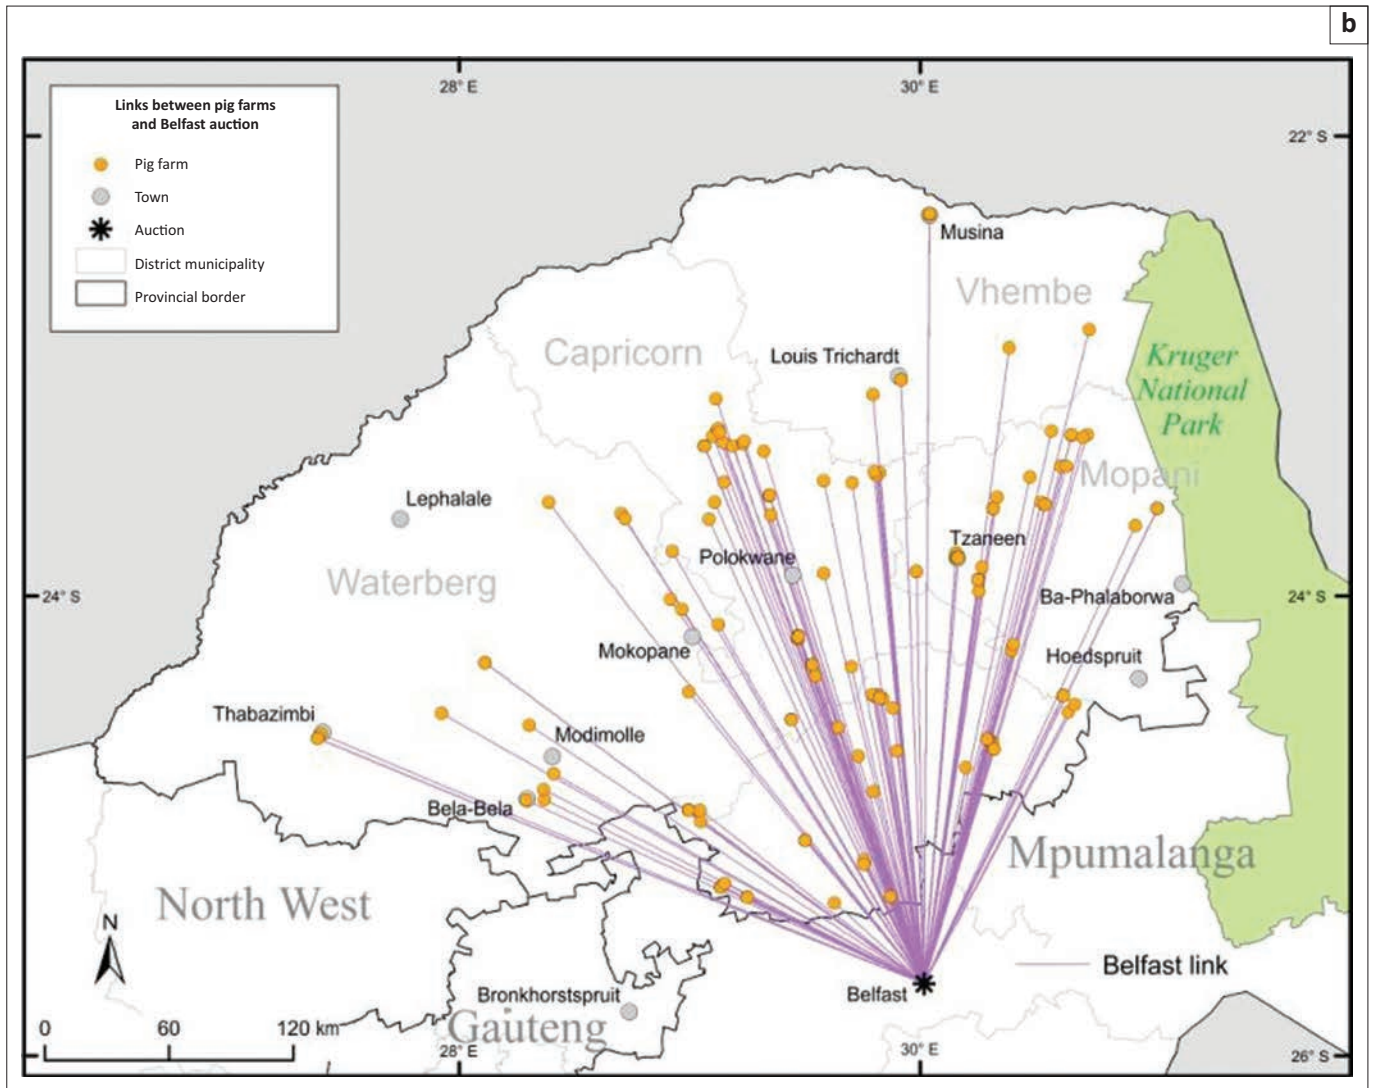 b
28° E
30° E
22° S
Links between pig farms
and Belfast auction
Pig farm
Town
Auction
District municipality
Provincial border
Musina
Vhembe
Capricorn
Louis Trichardt
Kruger
National
Park
Mopani
Lephalale
Tzaneen
Polokwane
Waterberg
24° S
24° S
Ba-Phalaborwa
Mokopane
Hoedspruit
Thabazimbi
Modimolle
Bela-Bela
Mpumalanga
North West
N
Belfast link
Belfast
Bronkhorstspruit
Gauteng
0
60
120 km
28° E
30° E
26° S